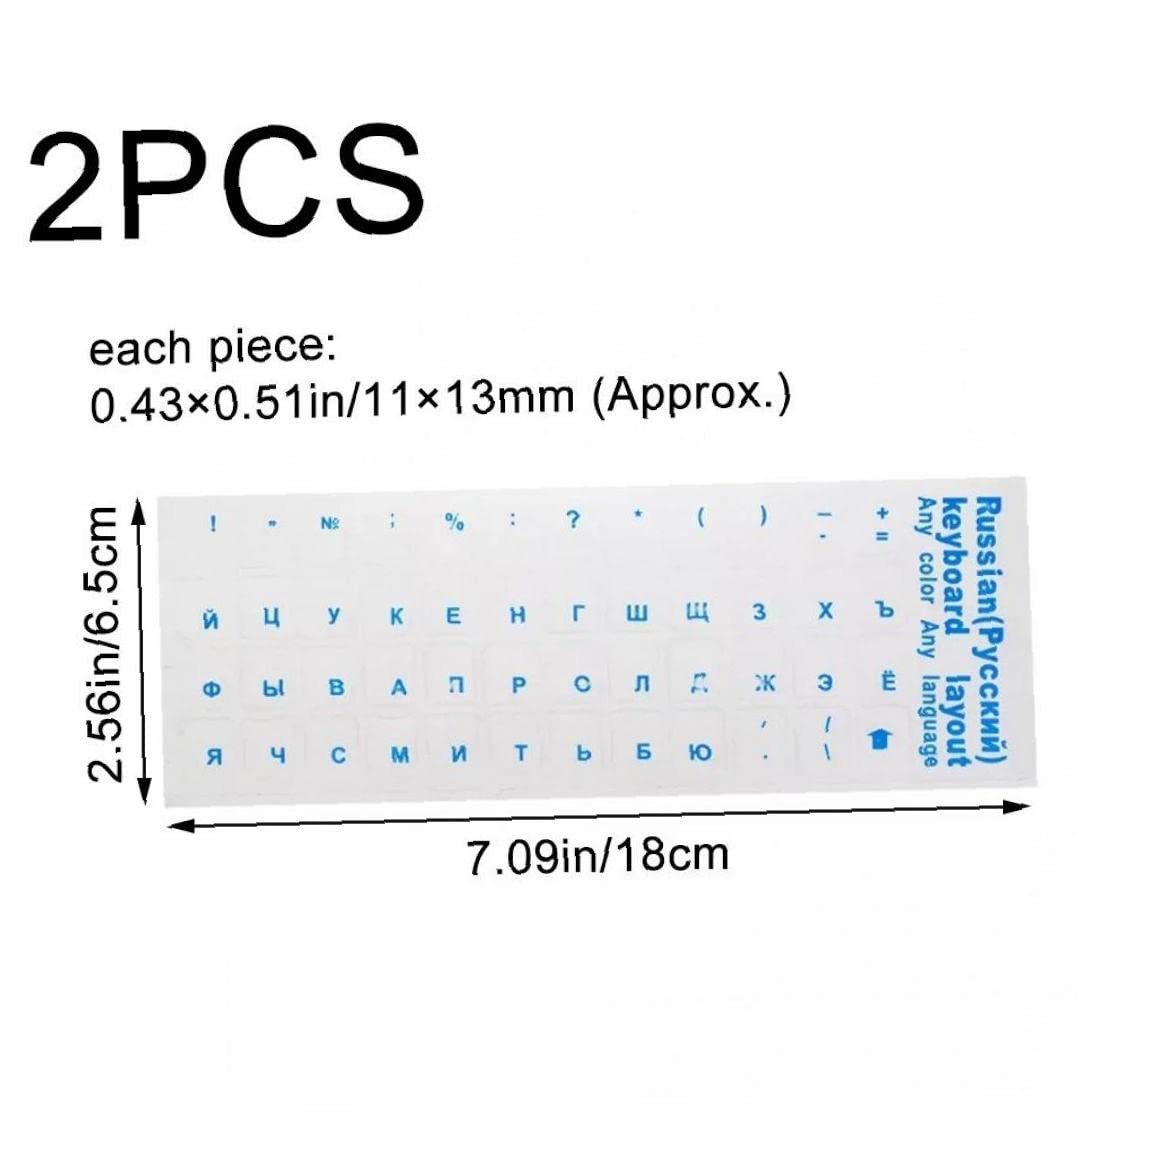 2PCS
each piece:
0.43×0.51in/11×13mm (Approx.)
2.56in/6.5cm
! " № ; % : ? * ( ) — +
- =
Й Ц У К Е Н Г Ш Щ З Х Ъ
Ф Ы В А П Р О Л Д Ж Э Ё
Я Ч С М И Т Ь Б Ю , /
. \
Russian(Русский)
keyboard layout
Any color Any language
7.09in/18cm